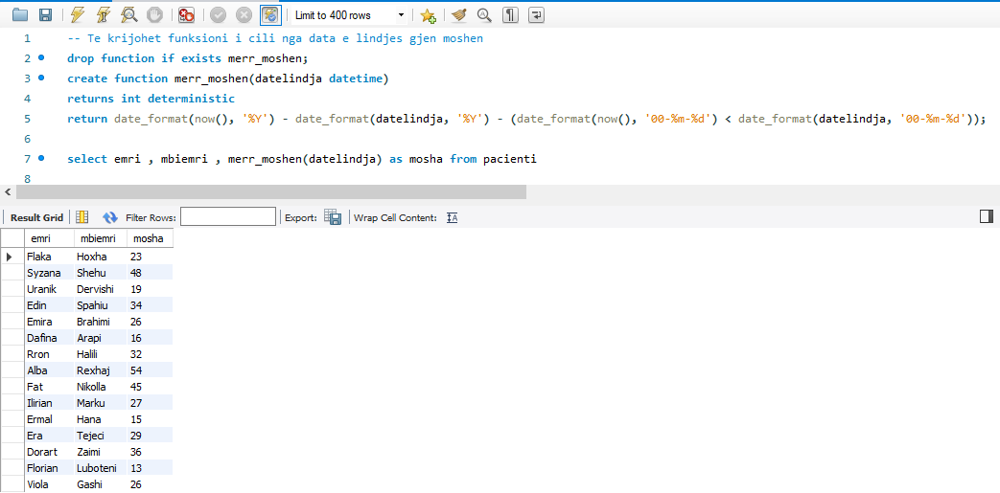 Limit to 400 rows
1 -- Te krijohet funksioni i cili nga data e lindjes gjen moshen
2 drop function if exists merr_moshen;
3 create function merr_moshen(datelindja datetime)
4 returns int deterministic
5 return date_format(now(), '%Y') - date_format(datelindja, '%Y') - (date_format(now(), '00-%m-%d') < date_format(datelindja, '00-%m-%d'));
6
7 select emri , mbiemri , merr_moshen(datelindja) as mosha from pacienti
8
Result Grid Filter Rows: Export: Wrap Cell Content:
emri mbiemri mosha
Flaka Hoxha 23
Syzana Shehu 48
Uranik Dervishi 19
Edin Spahiu 34
Emira Brahimi 26
Dafina Arapi 16
Rron Halili 32
Alba Rexhaj 54
Fat Nikolla 45
Ilirian Marku 27
Ermal Hana 15
Era Tejeci 29
Dorart Zaimi 36
Florian Luboteni 13
Viola Gashi 26